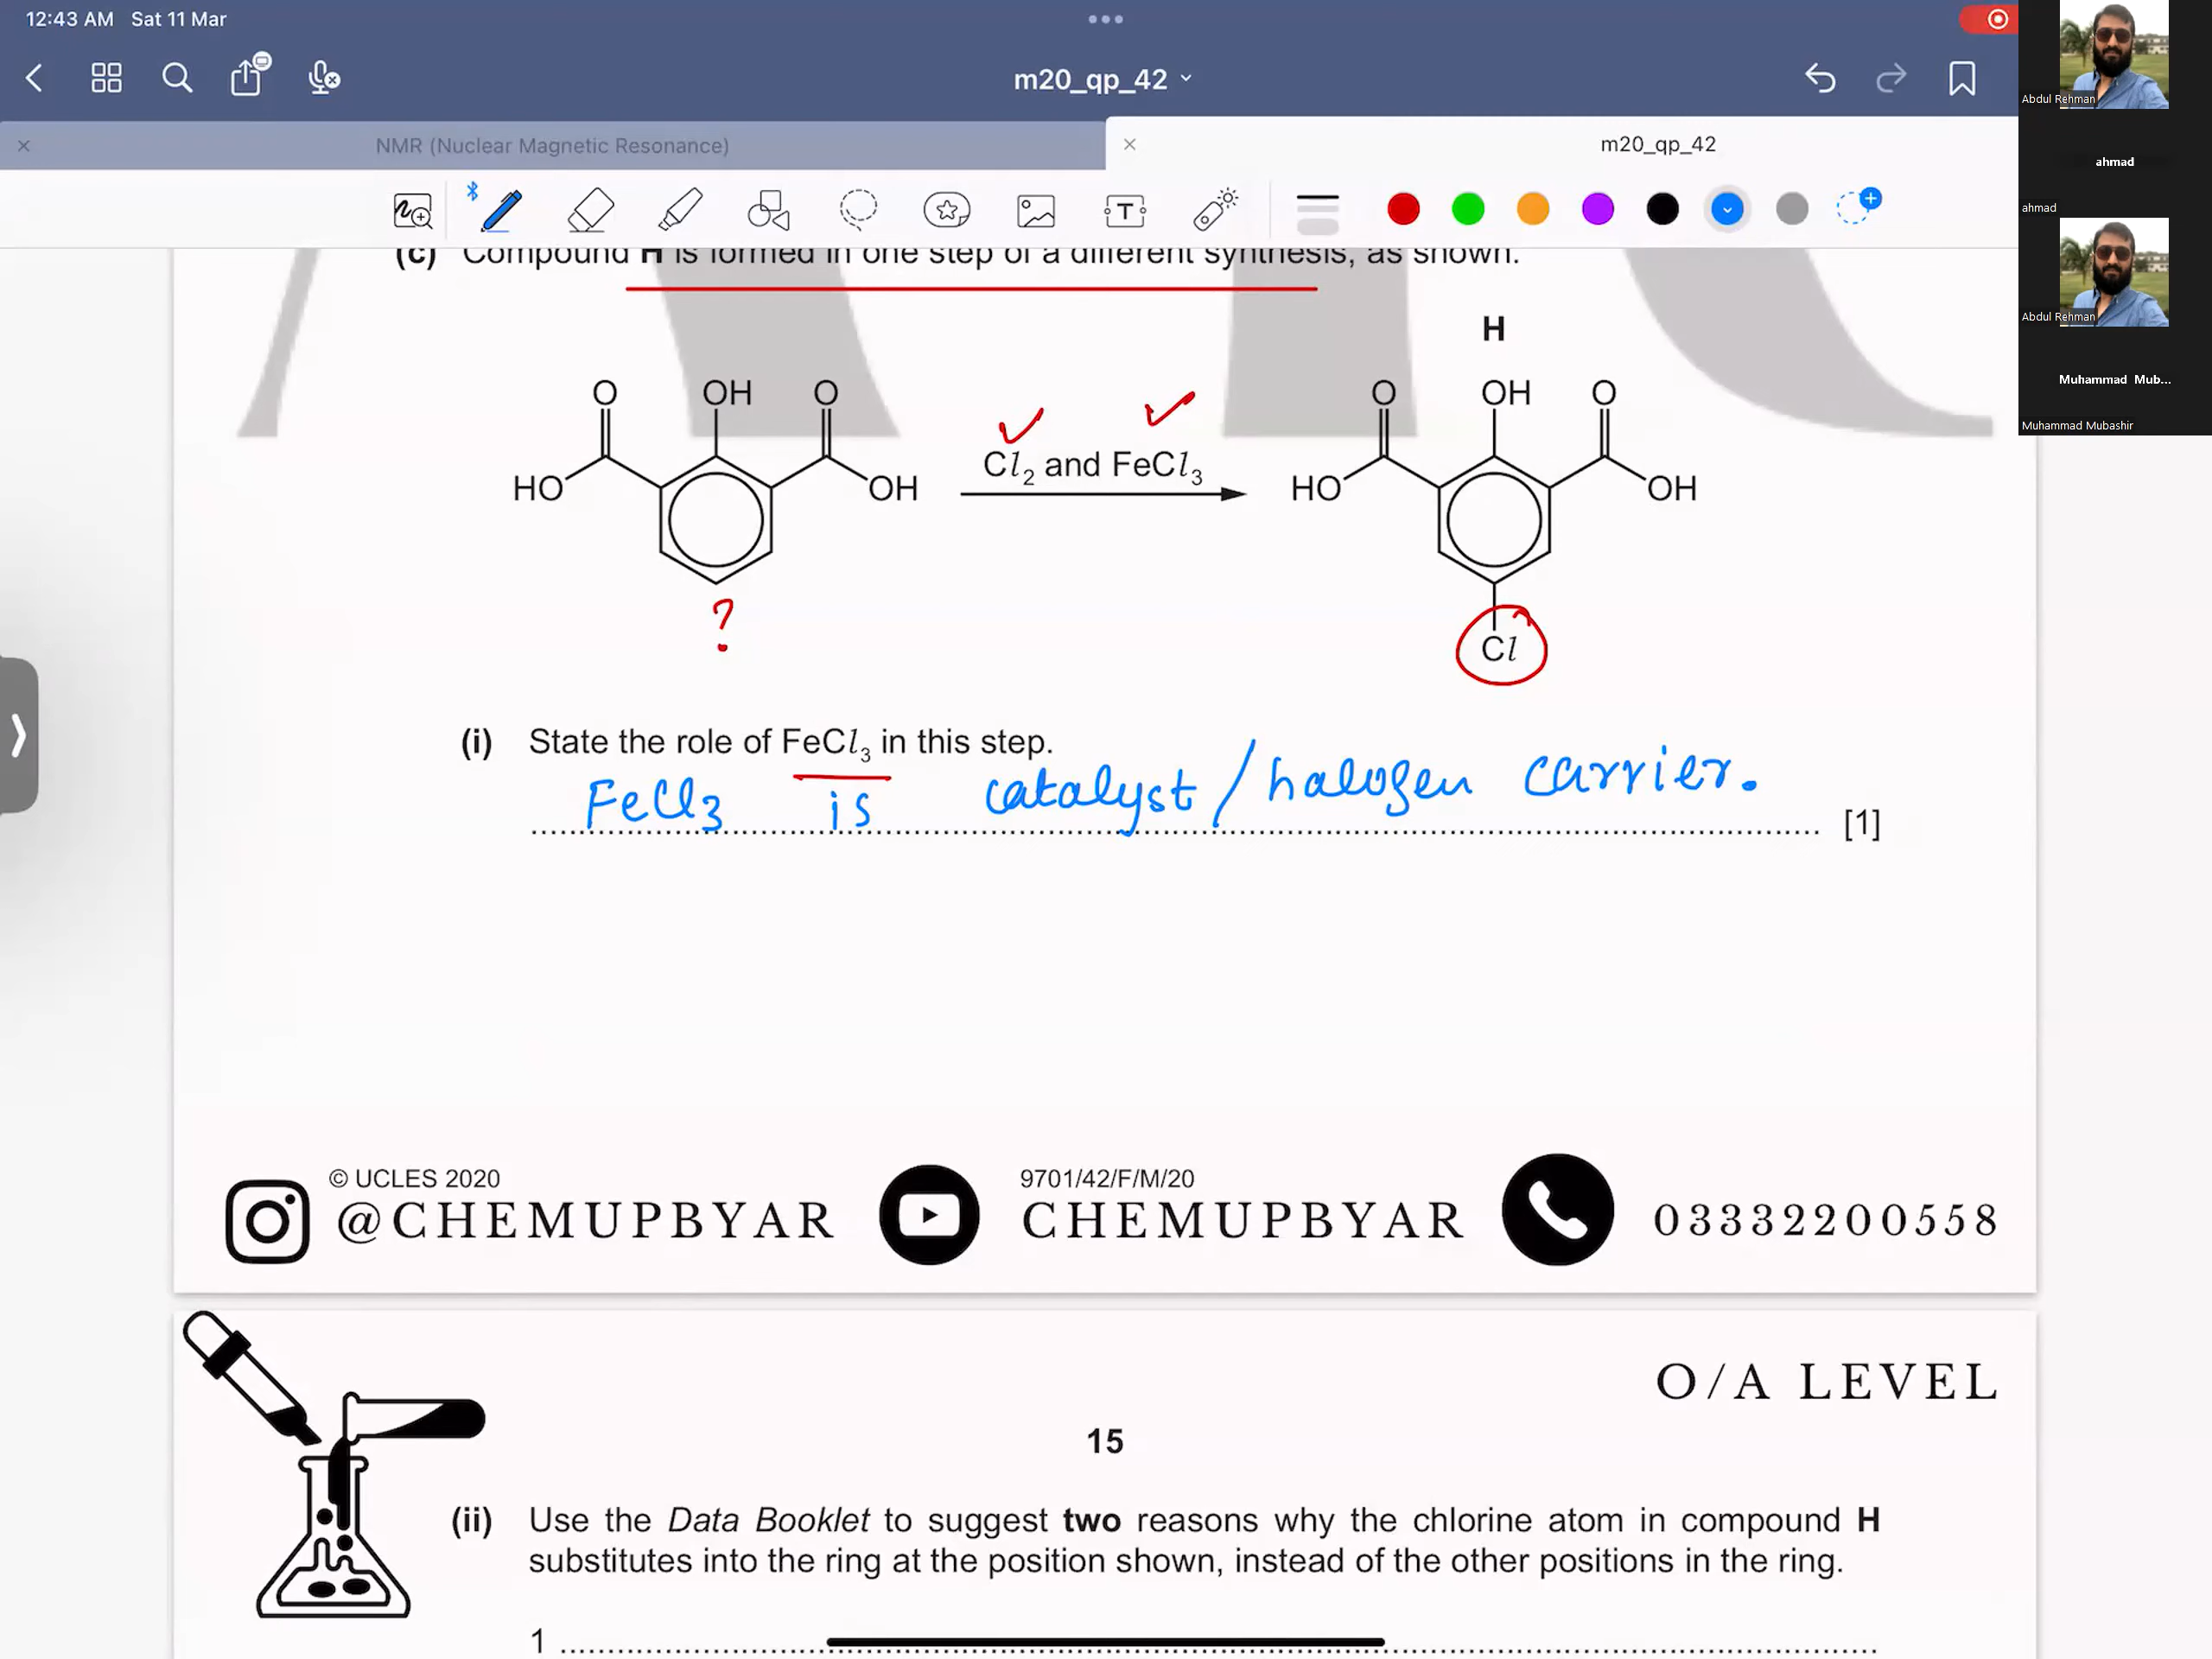 12:43 AM Sat 11 Mar
m20_qp_42
NMR (Nuclear Magnetic Resonance)
m20_qp_42
Abdul Rehman
ahmad
ahmad
Abdul Rehman
Muhammad Mub...
Muhammad Mubashir
(c) Compound H is formed in one step of a different synthesis, as shown.
H
O OH O
HO OH
Cl2 and FeCl3
O OH O
HO OH
?
Cl
(i) State the role of FeCl3 in this step.
FeCl3 is catalyst / halogen carrier.
[1]
© UCLES 2020
9701/42/F/M/20
@CHEMUPBYAR
CHEMUPBYAR
03332200558
O/A LEVEL
15
(ii) Use the Data Booklet to suggest two reasons why the chlorine atom in compound H
substitutes into the ring at the position shown, instead of the other positions in the ring.
1